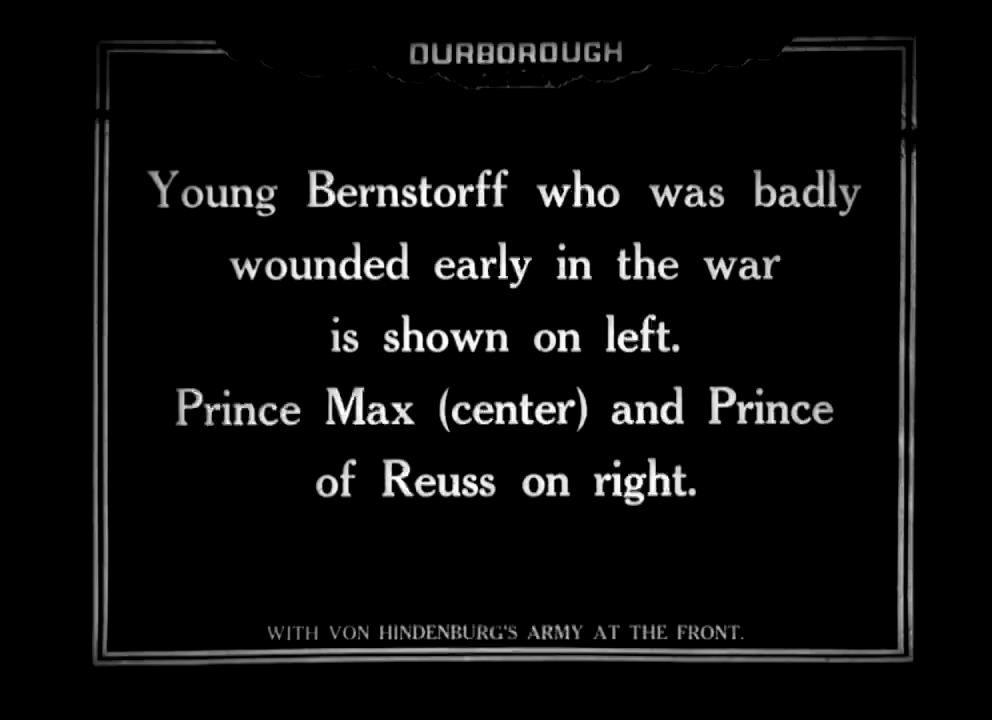 DURBOROUGH
Young Bernstorff who was badly
wounded early in the war
is shown on left.
Prince Max (center) and Prince
of Reuss on right.
WITH VON HINDENBURG'S ARMY AT THE FRONT.